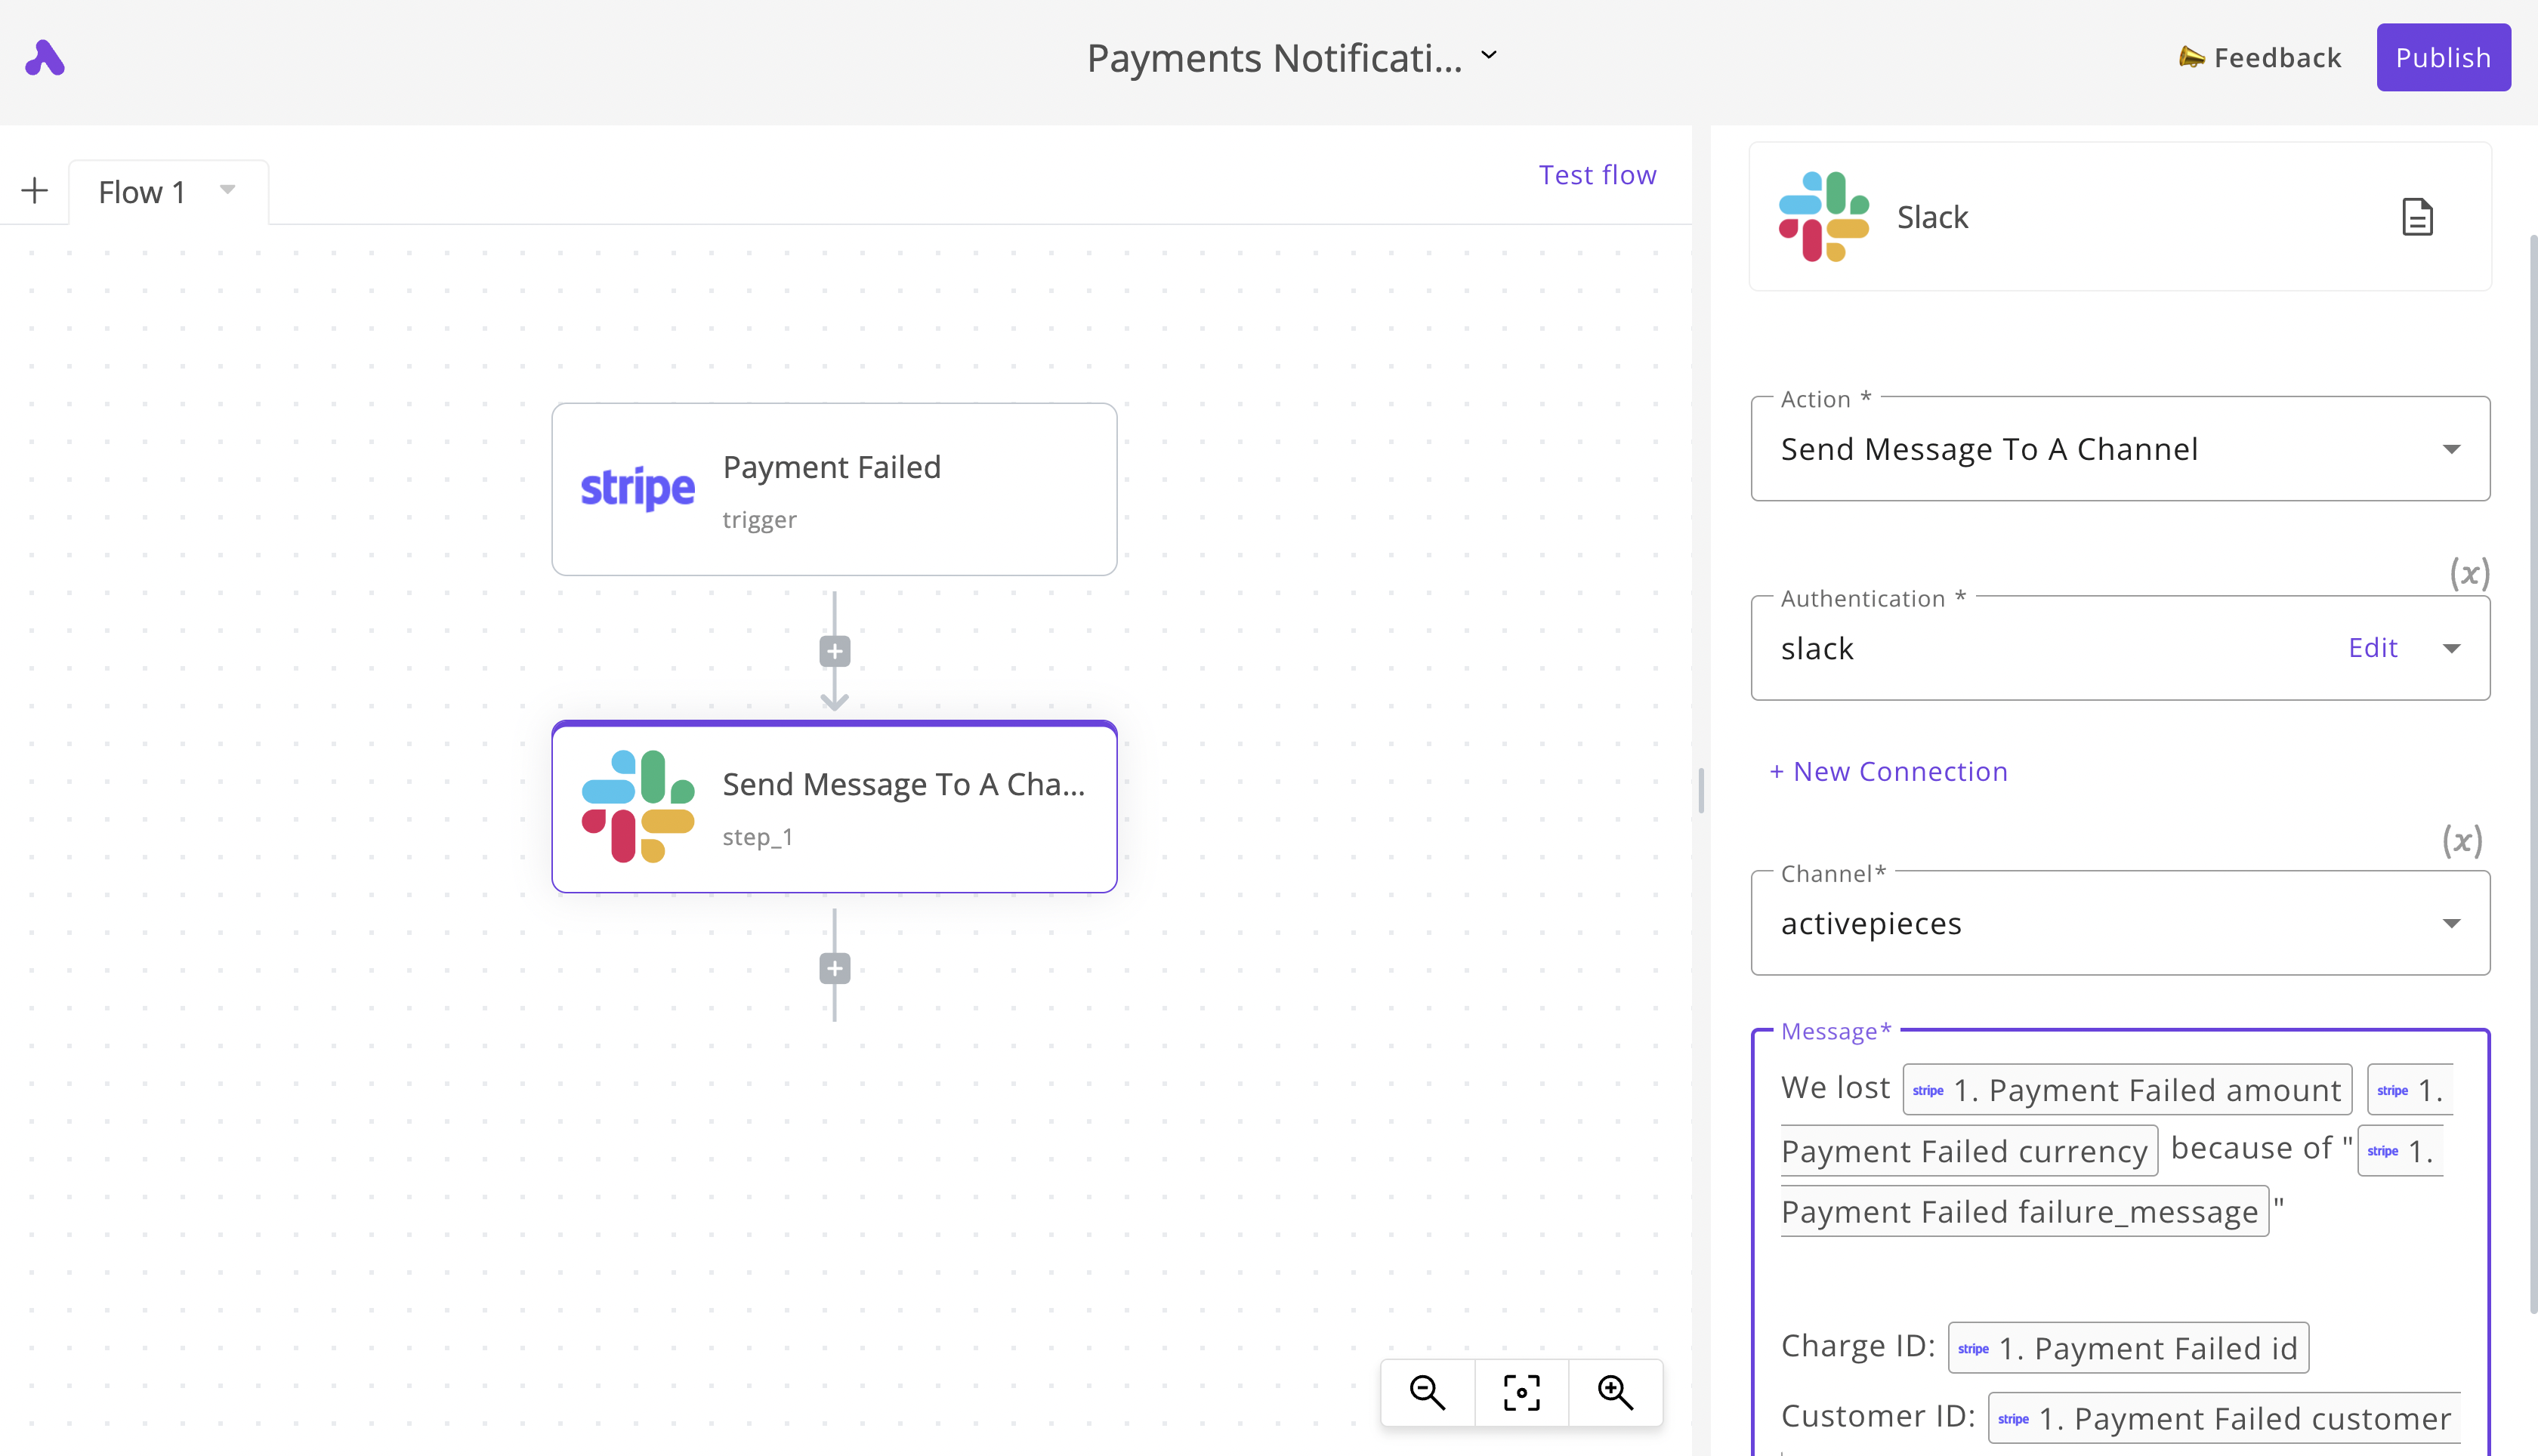 Payments Notificati...
Feedback
Publish
Flow 1
Test flow
stripe
Payment Failed
trigger
Send Message To A Cha...
step_1
Slack
Action *
Send Message To A Channel
(x)
Authentication *
slack
Edit
+ New Connection
(x)
Channel*
activepieces
Message*
We lost stripe 1. Payment Failed amount stripe 1.
Payment Failed currency because of "stripe 1.
Payment Failed failure_message"
Charge ID: stripe 1. Payment Failed id
Customer ID: stripe 1. Payment Failed customer